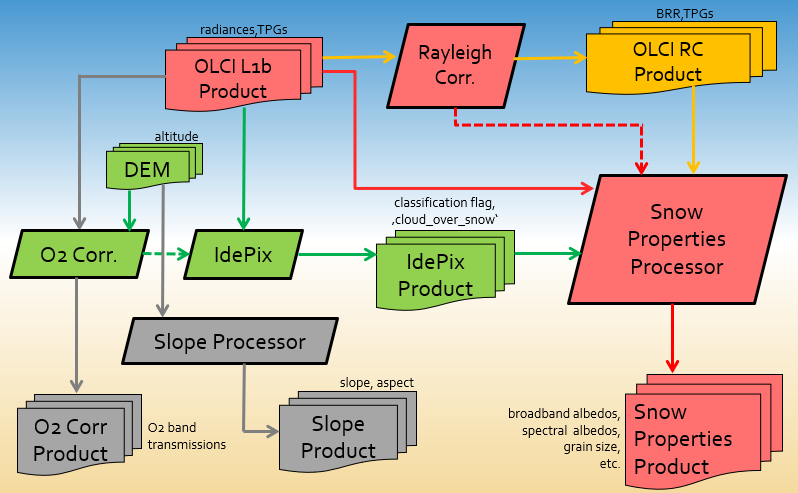 radiances,TPGs
BRR,TPGs
OLCI L1b
Product
Rayleigh
Corr.
OLCI RC
Product
altitude
DEM
classification flag,
‚cloud_over_snow‘
Snow
Properties
Processor
O2 Corr.
IdePix
IdePix
Product
Slope Processor
slope, aspect
O2 Corr
Product
O2 band
transmissions
Slope
Product
broadband albedos,
spectral albedos,
grain size,
etc.
Snow
Properties
Product